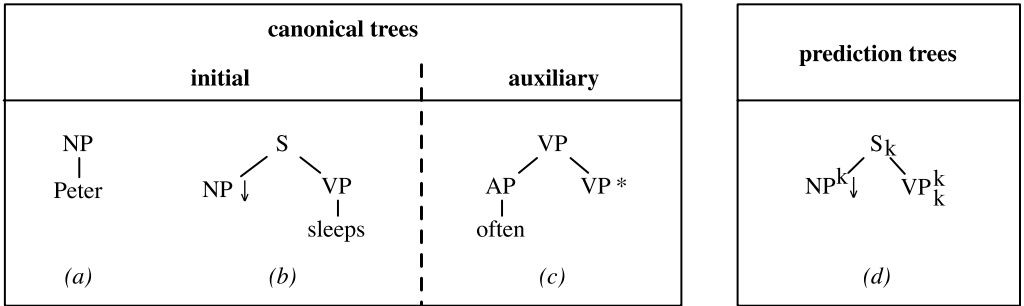 canonical trees
initial auxiliary
prediction trees
NP
Peter
(a)
S
NP↓ VP
sleeps
(b)
VP
AP VP*
often
(c)
Sk
NPk↓ VPkk
(d)